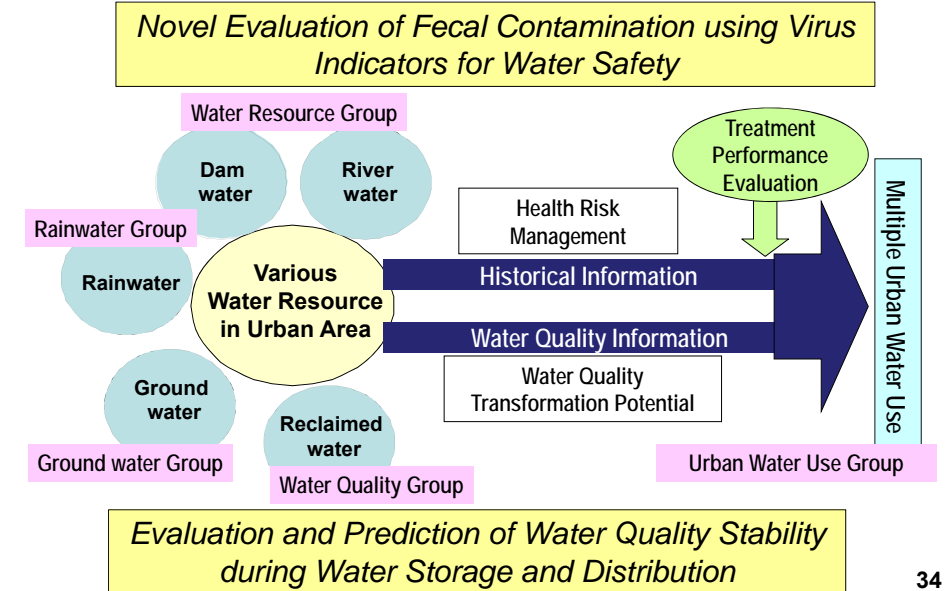 Novel Evaluation of Fecal Contamination using Virus
Indicators for Water Safety
Water Resource Group
Dam
water
River
water
Treatment
Performance
Evaluation
Rainwater Group
Rainwater
Various
Water Resource
in Urban Area
Health Risk
Management
Historical Information
Water Quality Information
Water Quality
Transformation Potential
Multiple Urban Water Use
Ground
water
Reclaimed
water
Ground water Group
Water Quality Group
Urban Water Use Group
Evaluation and Prediction of Water Quality Stability
during Water Storage and Distribution
34